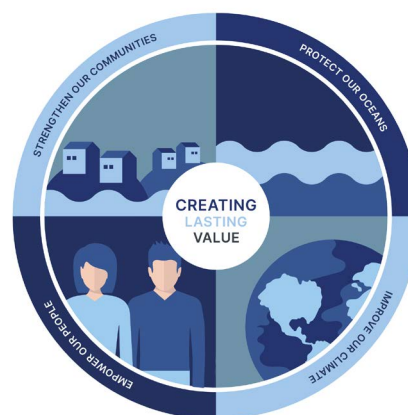 STRENGTHEN OUR COMMUNITIES
PROTECT OUR OCEANS
CREATING
LASTING
VALUE
EMPOWER OUR PEOPLE
IMPROVE OUR CLIMATE